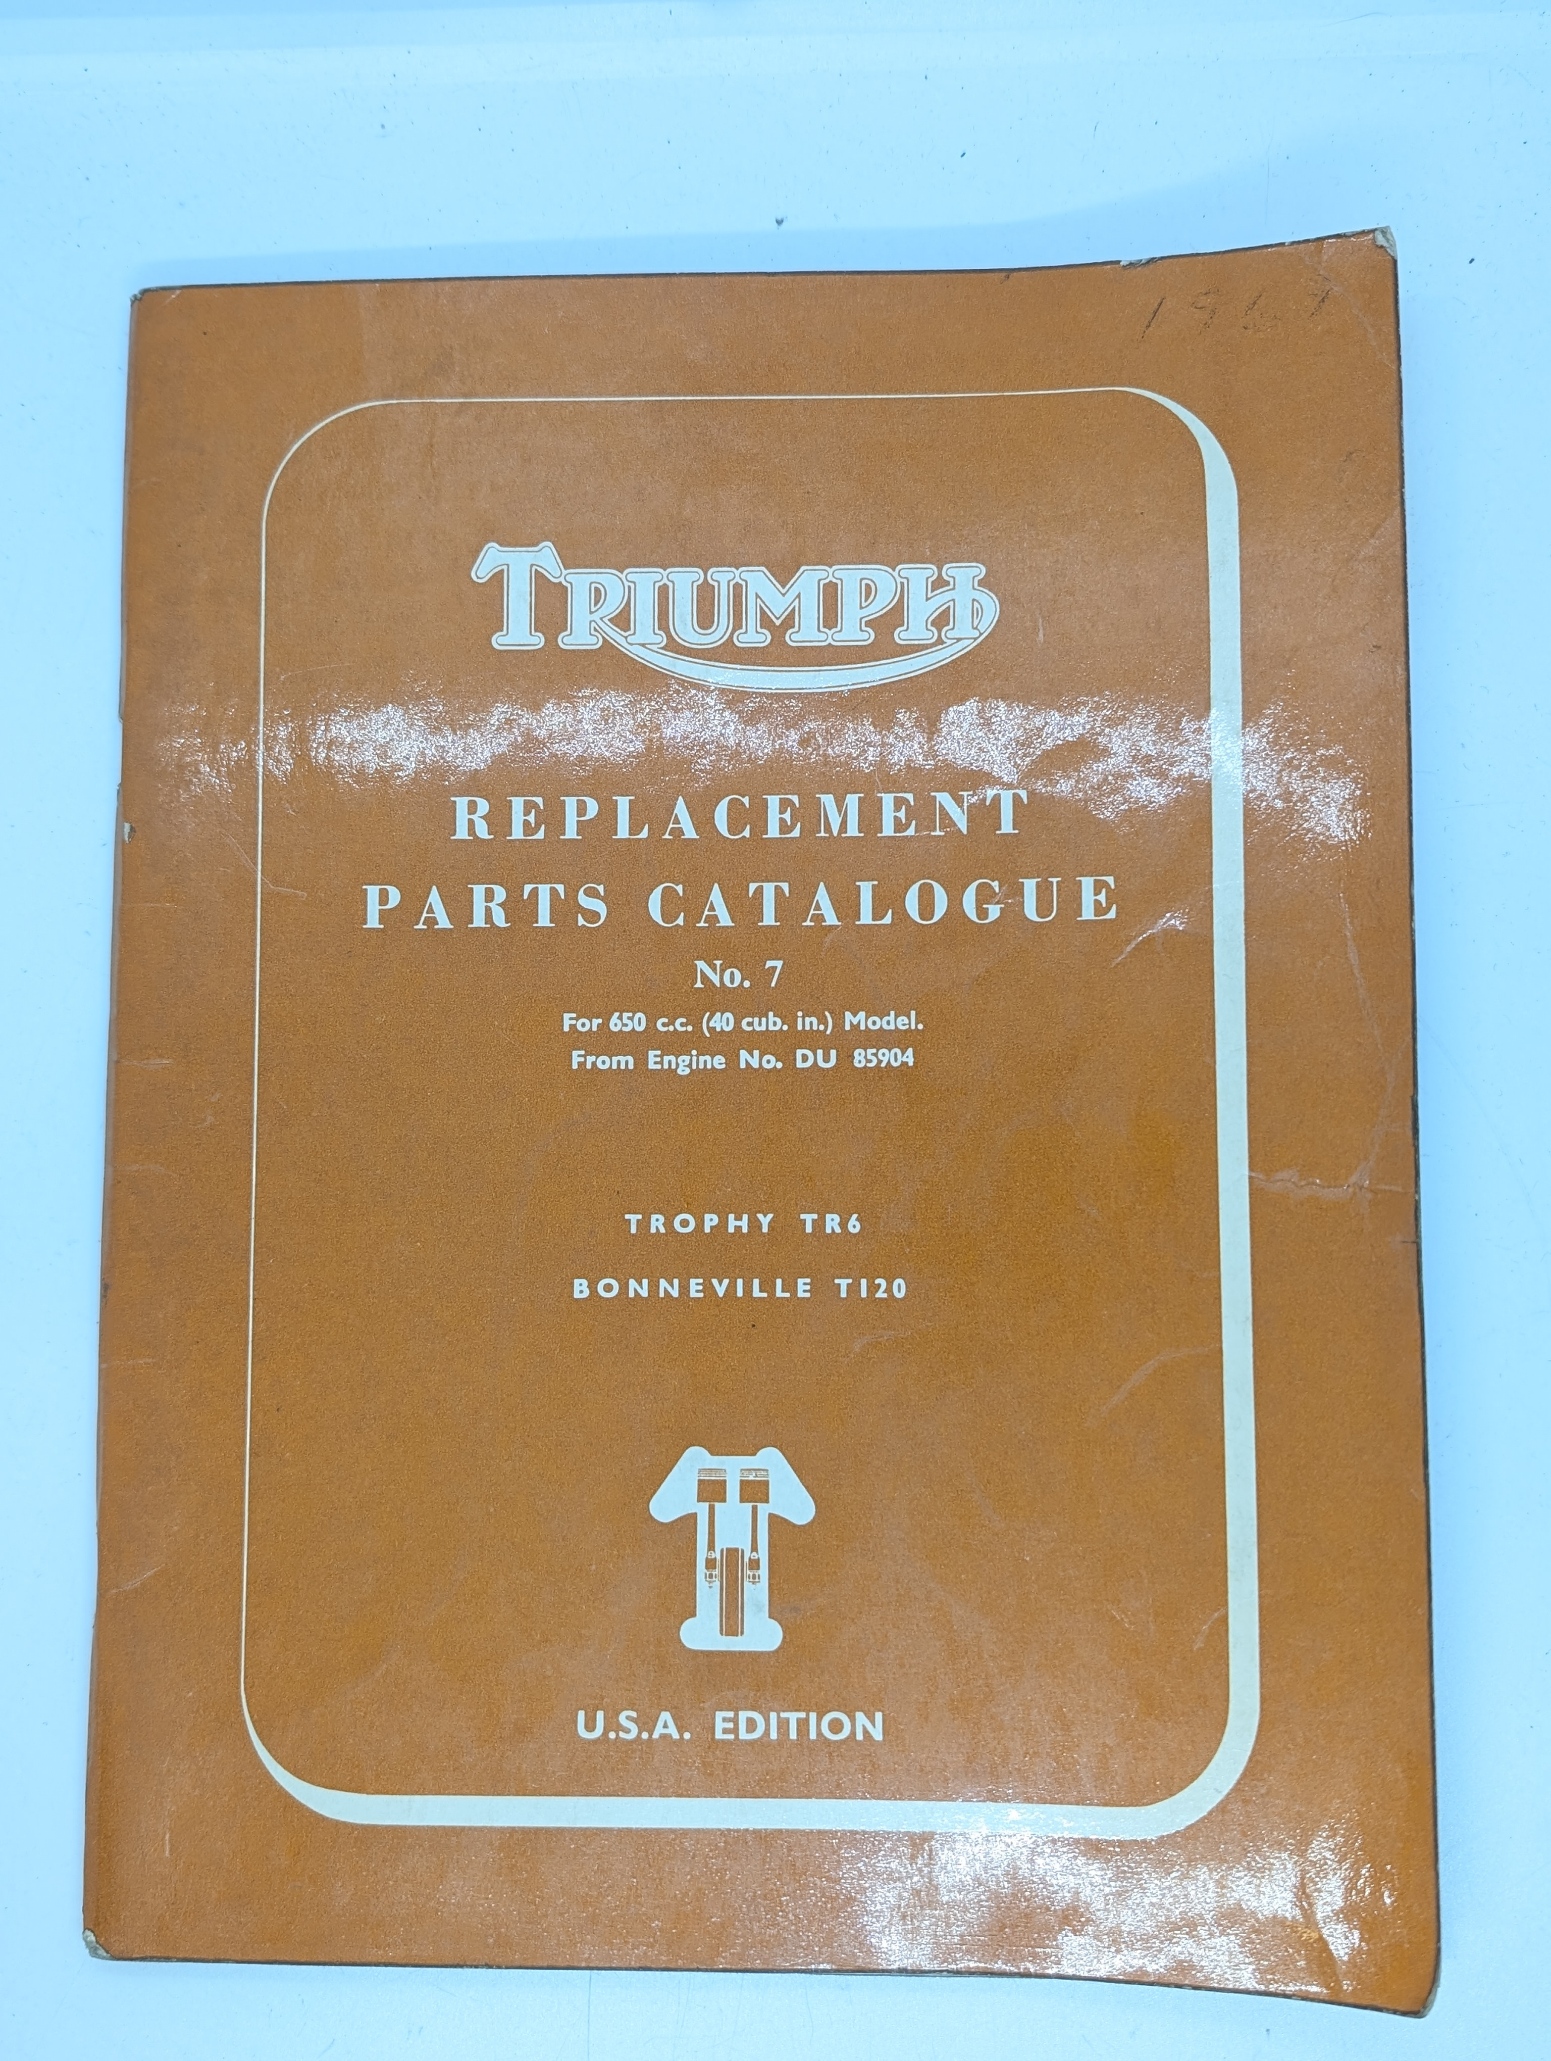 1967
TRIUMPH
REPLACEMENT
PARTS CATALOGUE
No. 7
For 650 c.c. (40 cub. in.) Model.
From Engine No. DU 85904
TROPHY TR6
BONNEVILLE T120
U.S.A. EDITION